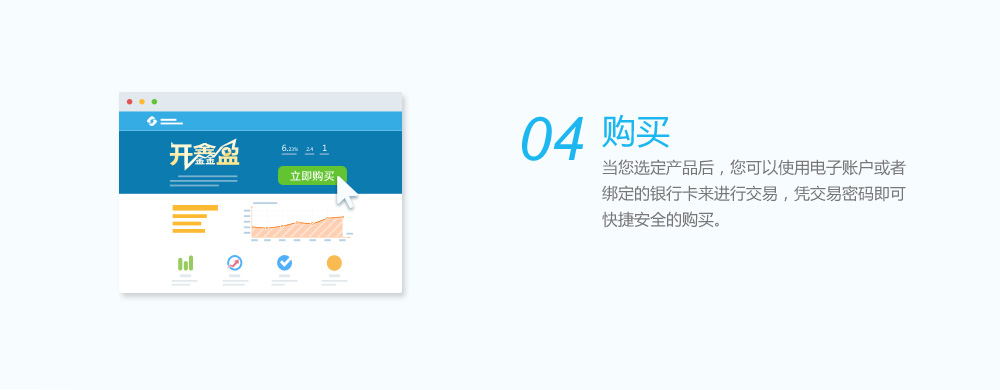 开鑫盈
6.23% 2.4 1
立即购买
04 购买
当您选定产品后，您可以使用电子账户或者
绑定的银行卡来进行交易，凭交易密码即可
快捷安全的购买。